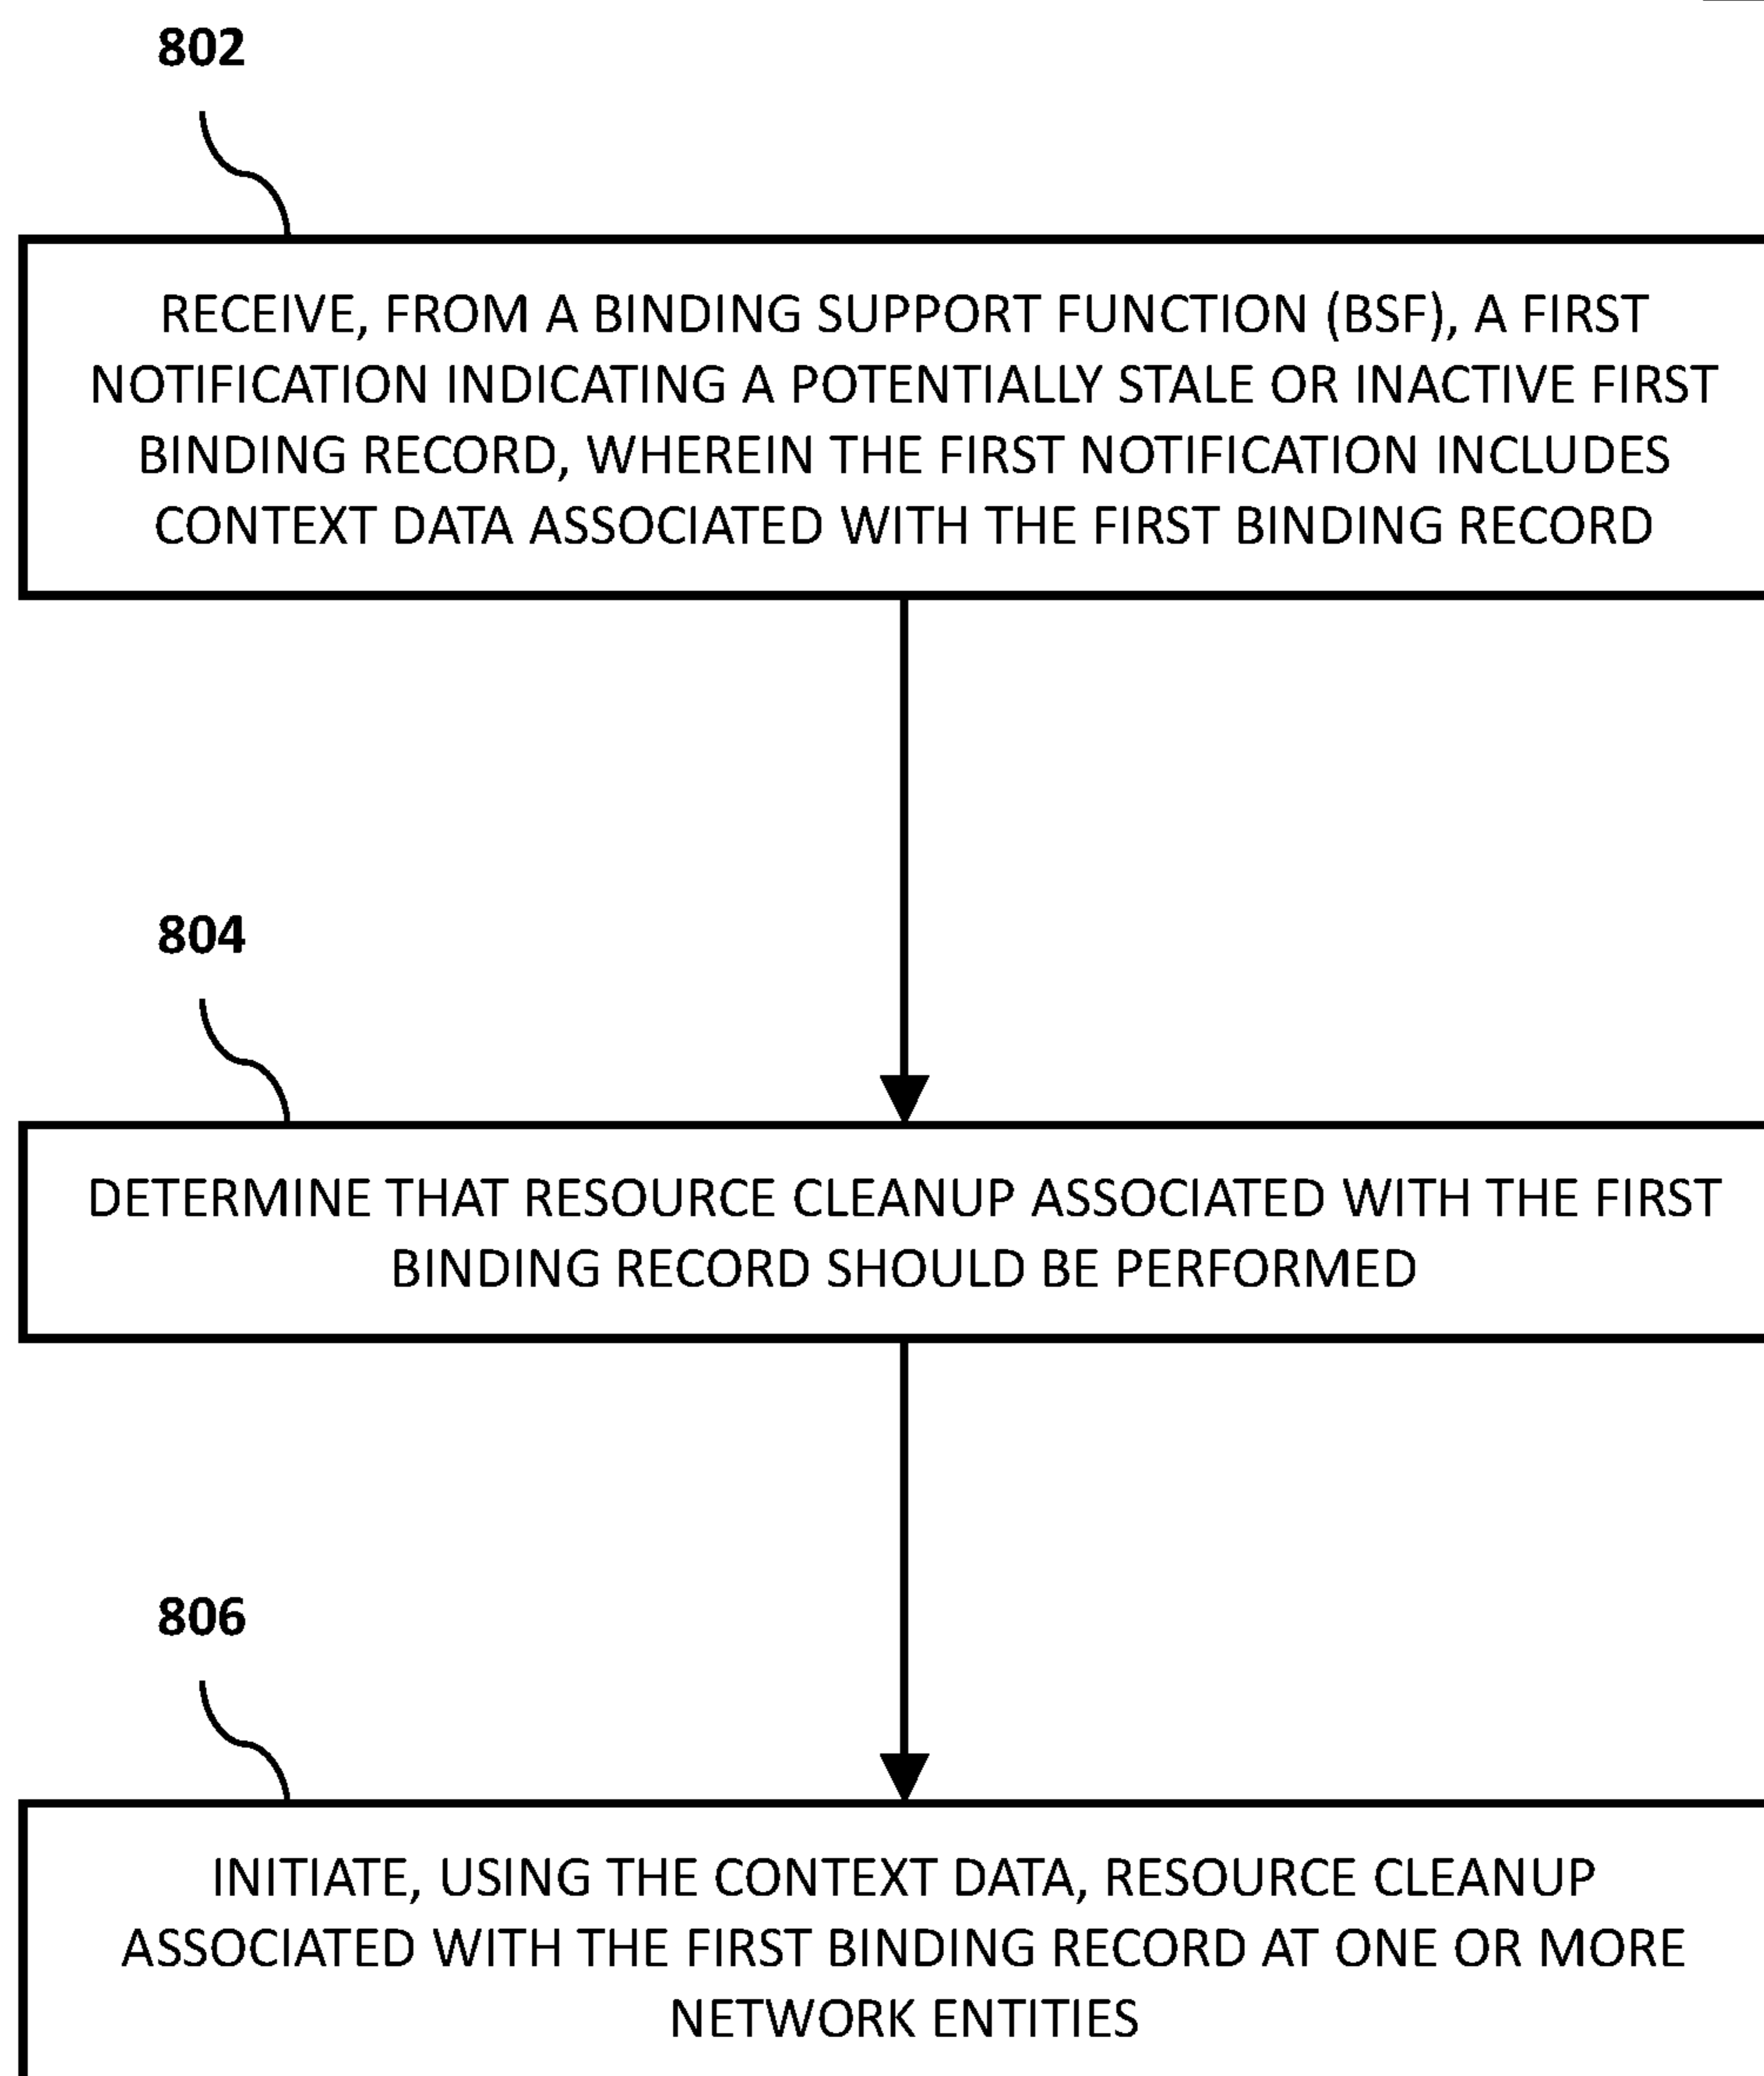 802
RECEIVE, FROM A BINDING SUPPORT FUNCTION (BSF), A FIRST
NOTIFICATION INDICATING A POTENTIALLY STALE OR INACTIVE FIRST
BINDING RECORD, WHEREIN THE FIRST NOTIFICATION INCLUDES
CONTEXT DATA ASSOCIATED WITH THE FIRST BINDING RECORD
804
DETERMINE THAT RESOURCE CLEANUP ASSOCIATED WITH THE FIRST
BINDING RECORD SHOULD BE PERFORMED
806
INITIATE, USING THE CONTEXT DATA, RESOURCE CLEANUP
ASSOCIATED WITH THE FIRST BINDING RECORD AT ONE OR MORE
NETWORK ENTITIES